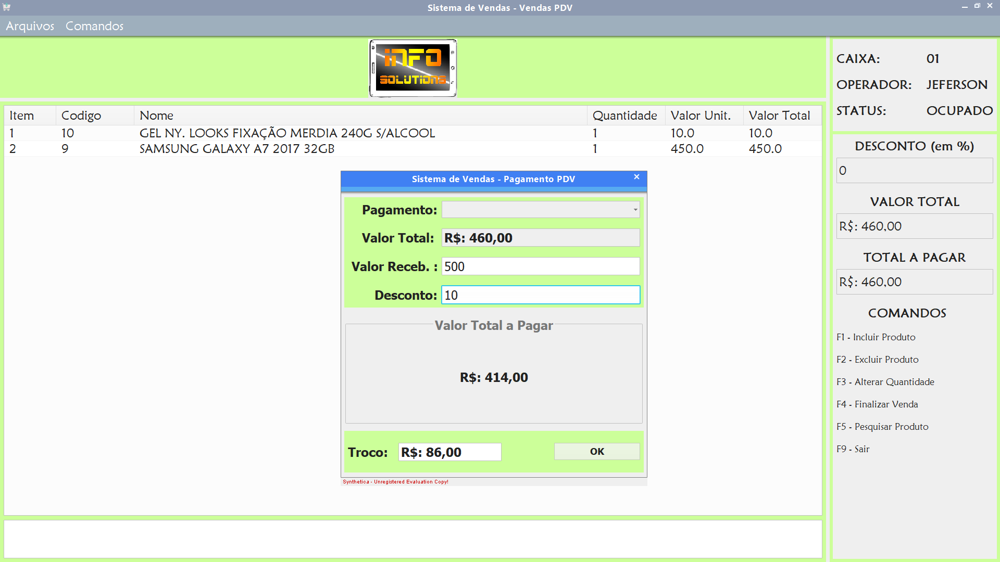 Sistema de Vendas - Vendas PDV
Arquivos Comandos
INFO
SOLUTIONS
CAIXA: 01
OPERADOR: JEFERSON
STATUS: OCUPADO
Item Codigo Nome Quantidade Valor Unit. Valor Total
1 10 GEL NY. LOOKS FIXAÇÃO MERDIA 240G S/ALCOOL 1 10.0 10.0
2 9 SAMSUNG GALAXY A7 2017 32GB 1 450.0 450.0
Sistema de Vendas - Pagamento PDV
Pagamento:
Valor Total: R$: 460,00
Valor Receb. : 500
Desconto: 10
Valor Total a Pagar
R$: 414,00
Troco: R$: 86,00
OK
Synthetica - Unregistered Evaluation Copy!
DESCONTO (em %)
0
VALOR TOTAL
R$: 460,00
TOTAL A PAGAR
R$: 460,00
COMANDOS
F1 - Incluir Produto
F2 - Excluir Produto
F3 - Alterar Quantidade
F4 - Finalizar Venda
F5 - Pesquisar Produto
F9 - Sair